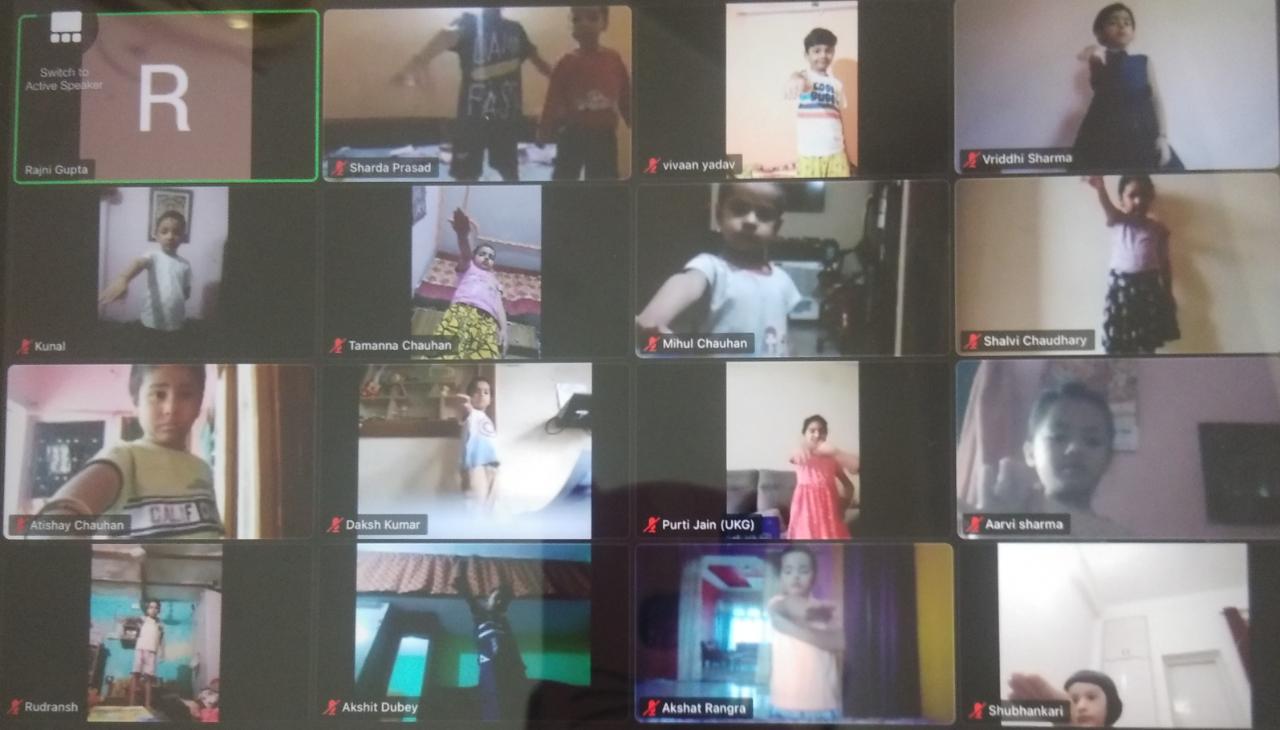 Switch to
Active Speaker
R
Rajni Gupta
Sharda Prasad
vivaan yadav
Vriddhi Sharma
Kunal
Tamanna Chauhan
Mihul Chauhan
Shalvi Chaudhary
Atishay Chauhan
Daksh Kumar
Purti Jain (UKG)
Aarvi sharma
Rudransh
Akshit Dubey
Akshat Rangra
Shubhankari